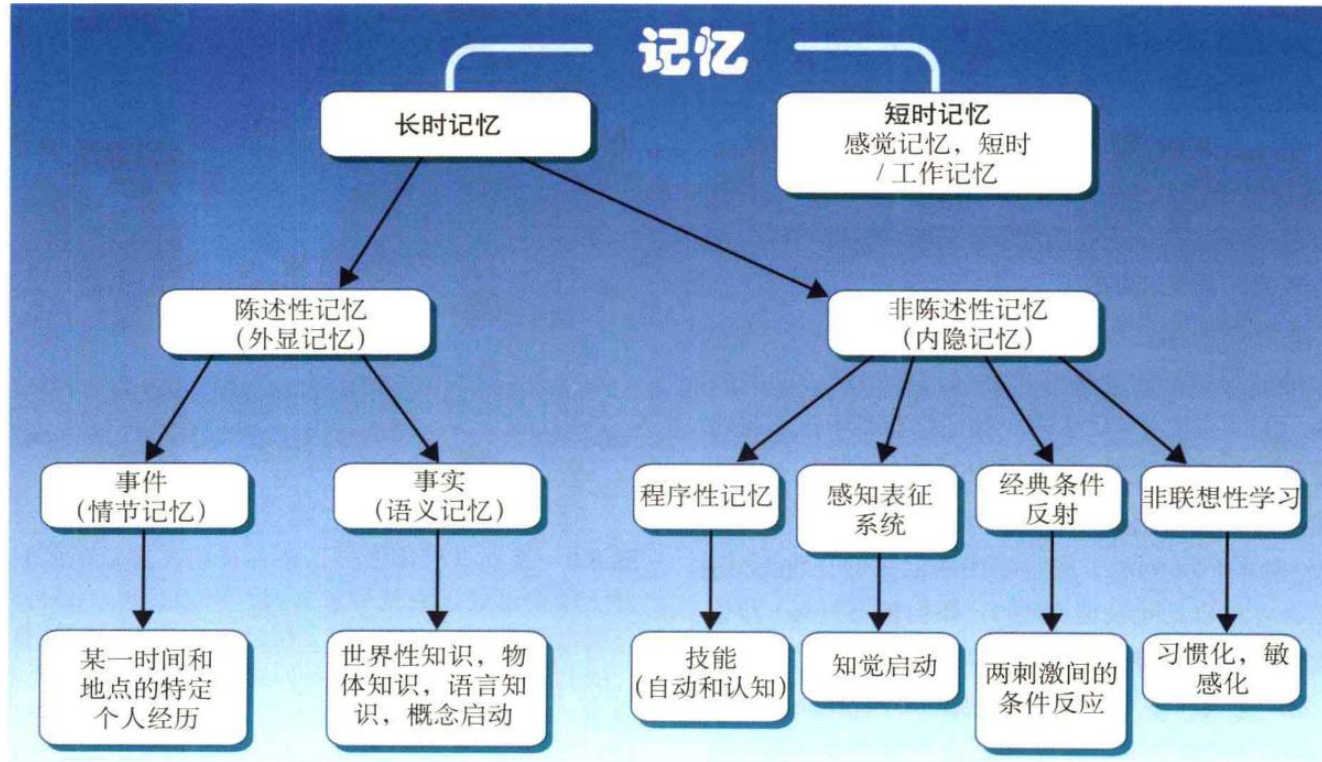 记忆
长时记忆
短时记忆
感觉记忆，短时
/ 工作记忆
陈述性记忆
（外显记忆）
非陈述性记忆
（内隐记忆）
事件
（情节记忆）
事实
（语义记忆）
程序性记忆
感知表征
系统
经典条件
反射
非联想性学习
某一时间和
地点的特定
个人经历
世界性知识，物
体知识，语言知
识，概念启动
技能
（自动和认知）
知觉启动
两刺激间的
条件反应
习惯化，敏
感化